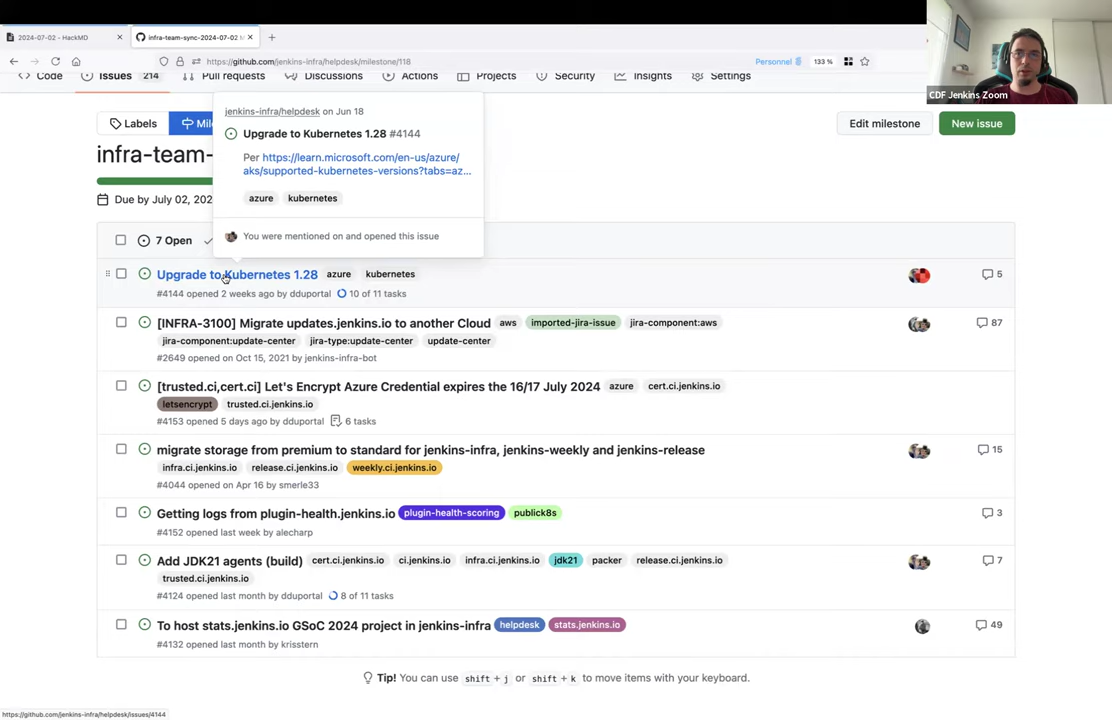 2024-07-02 - HackMD
infra-team-sync-2024-07-02 M
https://github.com/jenkins-infra/helpdesk/milestone/118
Personnel
133 %
CDF Jenkins Zoom
Code
Issues 214
Pull requests
Discussions
Actions
Projects
Security
Insights
Settings
jenkins-infra/helpdesk on Jun 18
Upgrade to Kubernetes 1.28 #4144
Per https://learn.microsoft.com/en-us/azure/
aks/supported-kubernetes-versions?tabs=az...
azure kubernetes
You were mentioned on and opened this issue
Labels
Mil
Edit milestone
New issue
infra-team-
Due by July 02, 202
7 Open
Upgrade to Kubernetes 1.28 azure kubernetes 5
#4144 opened 2 weeks ago by dduportal 10 of 11 tasks
[INFRA-3100] Migrate updates.jenkins.io to another Cloud aws imported-jira-issue jira-component:aws 87
jira-component:update-center jira-type:update-center update-center
#2649 opened on Oct 15, 2021 by jenkins-infra-bot
[trusted.ci,cert.ci] Let's Encrypt Azure Credential expires the 16/17 July 2024 azure cert.ci.jenkins.io
letsencrypt trusted.ci.jenkins.io
#4153 opened 5 days ago by dduportal 6 tasks
migrate storage from premium to standard for jenkins-infra, jenkins-weekly and jenkins-release 15
infra.ci.jenkins.io release.ci.jenkins.io weekly.ci.jenkins.io
#4044 opened on Apr 16 by smerle33
Getting logs from plugin-health.jenkins.io plugin-health-scoring publick8s 3
#4152 opened last week by alecharp
Add JDK21 agents (build) cert.ci.jenkins.io ci.jenkins.io infra.ci.jenkins.io jdk21 packer release.ci.jenkins.io 7
trusted.ci.jenkins.io
#4124 opened last month by dduportal 8 of 11 tasks
To host stats.jenkins.io GSoC 2024 project in jenkins-infra helpdesk stats.jenkins.io 49
#4132 opened last month by krisstern
Tip! You can use shift + j or shift + k to move items with your keyboard.
https://github.com/jenkins-infra/helpdesk/issues/4144